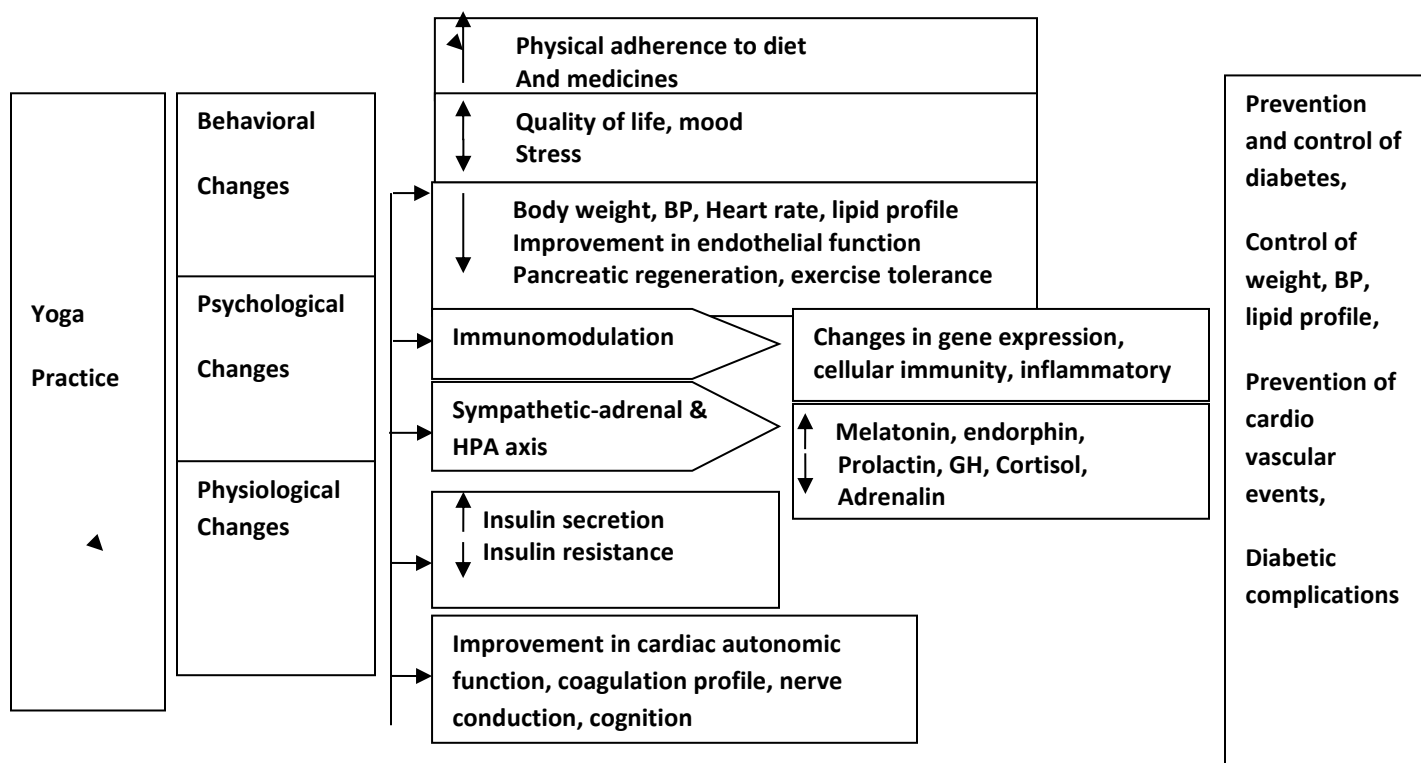 Yoga
Practice
Behavioral
Changes
Psychological
Changes
Physiological
Changes
Physical adherence to diet
And medicines
Quality of life, mood
Stress
Body weight, BP, Heart rate, lipid profile
Improvement in endothelial function
Pancreatic regeneration, exercise tolerance
Immunomodulation
Changes in gene expression,
cellular immunity, inflammatory
Sympathetic-adrenal &
HPA axis
Melatonin, endorphin,
Prolactin, GH, Cortisol,
Adrenalin
Insulin secretion
Insulin resistance
Improvement in cardiac autonomic
function, coagulation profile, nerve
conduction, cognition
Prevention
and control of
diabetes,
Control of
weight, BP,
lipid profile,
Prevention of
cardio
vascular
events,
Diabetic
complications